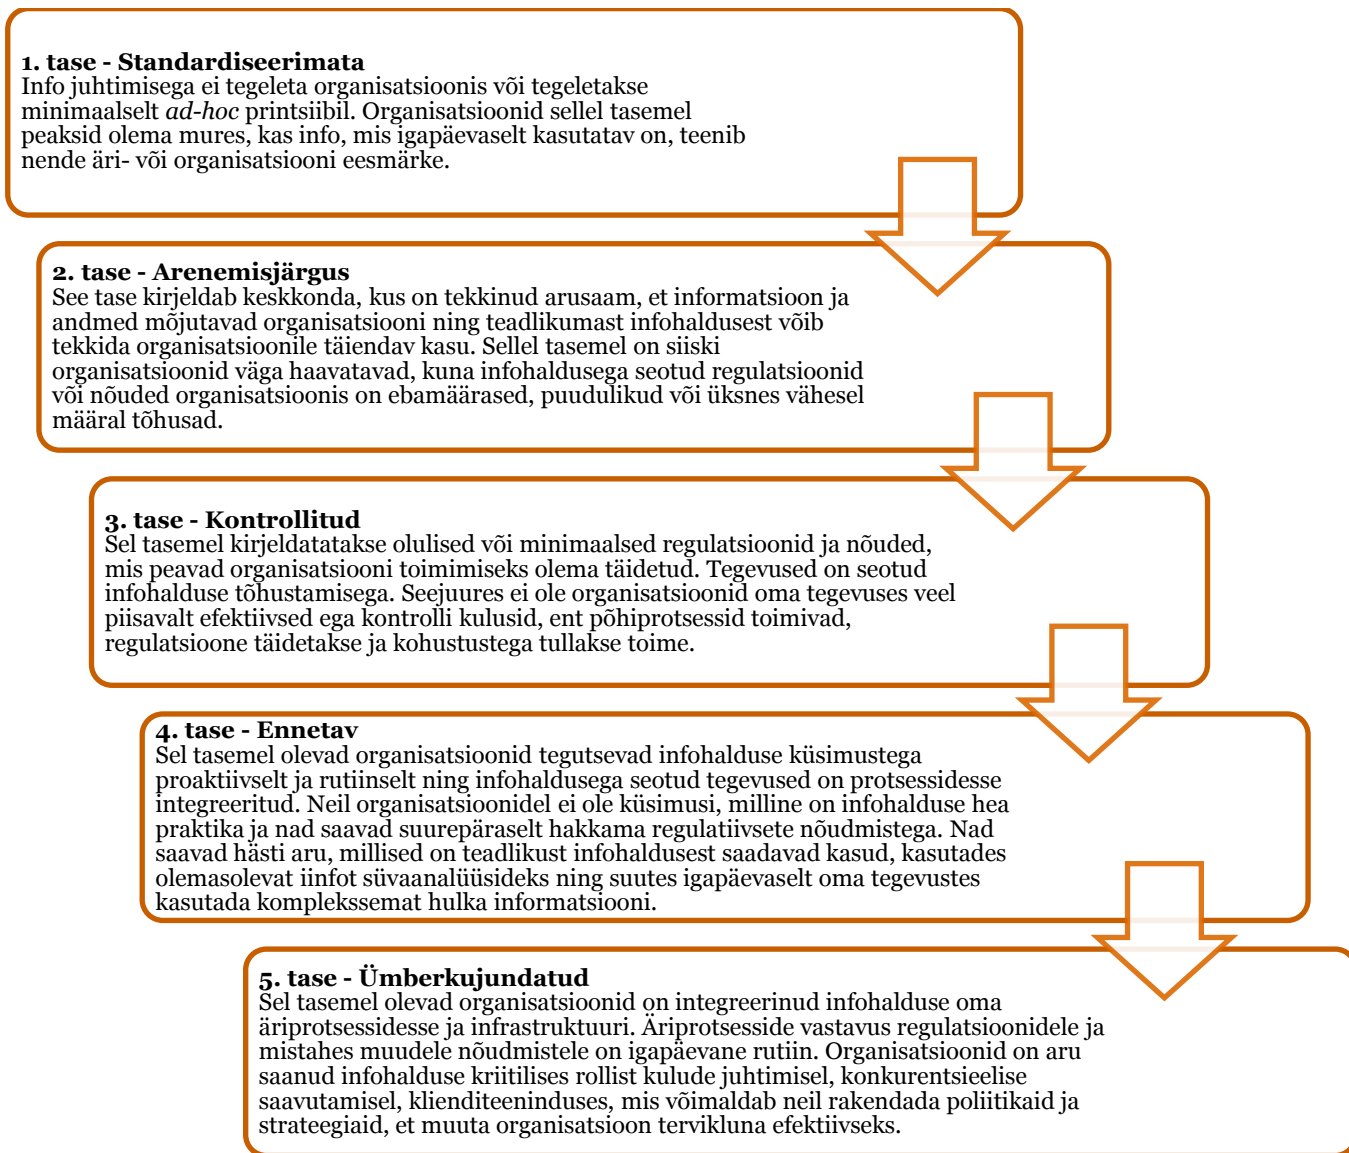 1. tase - Standardiseerimata
Info juhtimisega ei tegeleta organisatsioonis või tegeletakse
minimaalselt ad-hoc printsiibil. Organisatsioonid sellel tasemel
peaksid olema mures, kas info, mis igapäevaselt kasutatav on, teenib
nende äri- või organisatsiooni eesmärke.
2. tase - Arenemisjärgus
See tase kirjeldab keskkonda, kus on tekkinud arusaam, et informatsioon ja
andmed mõjutavad organisatsiooni ning teadlikumast infohaldusest võib
tekkida organisatsioonile täiendav kasu. Sellel tasemel on siiski
organisatsioonid väga haavatavad, kuna infohaldusega seotud regulatsioonid
või nõuded organisatsioonis on ebamäärased, puudulikud või üksnes vähesel
määral tõhusad.
3. tase - Kontrollitud
Sel tasemel kirjeldatatakse olulised või minimaalsed regulatsioonid ja nõuded,
mis peavad organisatsiooni toimimiseks olema täidetud. Tegevused on seotud
infohalduse tõhustamisega. Seejuures ei ole organisatsioonid oma tegevuses veel
piisavalt efektiivsed ega kontrolli kulusid, ent põhiprotsessid toimivad,
regulatsioone täidetakse ja kohustustega tullakse toime.
4. tase - Ennetav
Sel tasemel olevad organisatsioonid tegutsevad infohalduse küsimustega
proaktiivselt ja rutiinselt ning infohaldusega seotud tegevused on protsessidesse
integreeritud. Neil organisatsioonidel ei ole küsimusi, milline on infohalduse hea
praktika ja nad saavad suurepäraselt hakkama regulatiivsete nõudmistega. Nad
saavad hästi aru, millised on teadlikust infohaldusest saadavad kasud, kasutades
olemasolevat iinfot süvaanalüüsideks ning suutes igapäevaselt oma tegevustes
kasutada komplekssemat hulka informatsiooni.
5. tase - Ümberkujundatud
Sel tasemel olevad organisatsioonid on integreerinud infohalduse oma
äriprotsessidesse ja infrastruktuuri. Äriprotsesside vastavus regulatsioonidele ja
mistahes muudele nõudmistele on igapäevane rutiin. Organisatsioonid on aru
saanud infohalduse kriitilises rollist kulude juhtimisel, konkurentsieelise
saavutamisel, klienditeeninduses, mis võimaldab neil rakendada poliitikaid ja
strateegiaid, et muuta organisatsioon tervikluna efektiivseks.